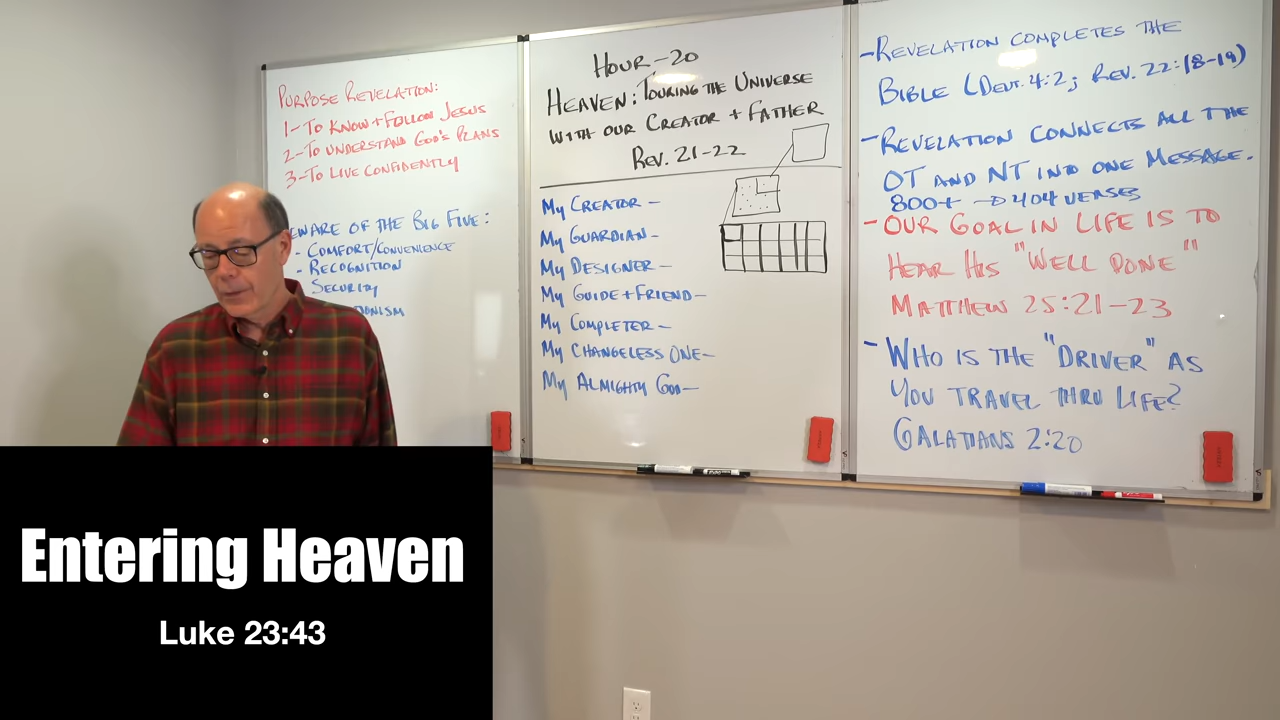 PURPOSE REVELATION:
1-TO KNOW+FOLLOW JESUS
2-TO UNDERSTAND GOD'S PLANS
3-TO LIVE CONFIDENTLY
OF THE BIG FIVE:
- COMFORT/CONVENIENCE
- RECOGNITION
SECURITY
HOUR-20
HEAVEN: TOURING THE UNIVERSE
WITH OUR CREATOR + FATHER
REV. 21-22
MY CREATOR-
MY GUARDIAN-
MY DESIGNER-
MY GUIDE+FRIEND-
MY COMPLETER-
MY CHANGELESS ONE-
MY ALMIGHTY GOD-
-REVELATION COMPLETES THE
BIBLE (DEUT. 4:2; REV. 22:18-19)
-REVELATION CONNECTS ALL THE
OT AND NT INTO ONE MESSAGE.
800+ → 404 VERSES
- OUR GOAL IN LIFE IS TO
HEAR HIS "WELL DONE"
MATTHEW 25:21-23
- WHO IS THE "DRIVER" AS
YOU TRAVEL THRU LIFE?
GALATIANS 2:20
Entering Heaven
Luke 23:43